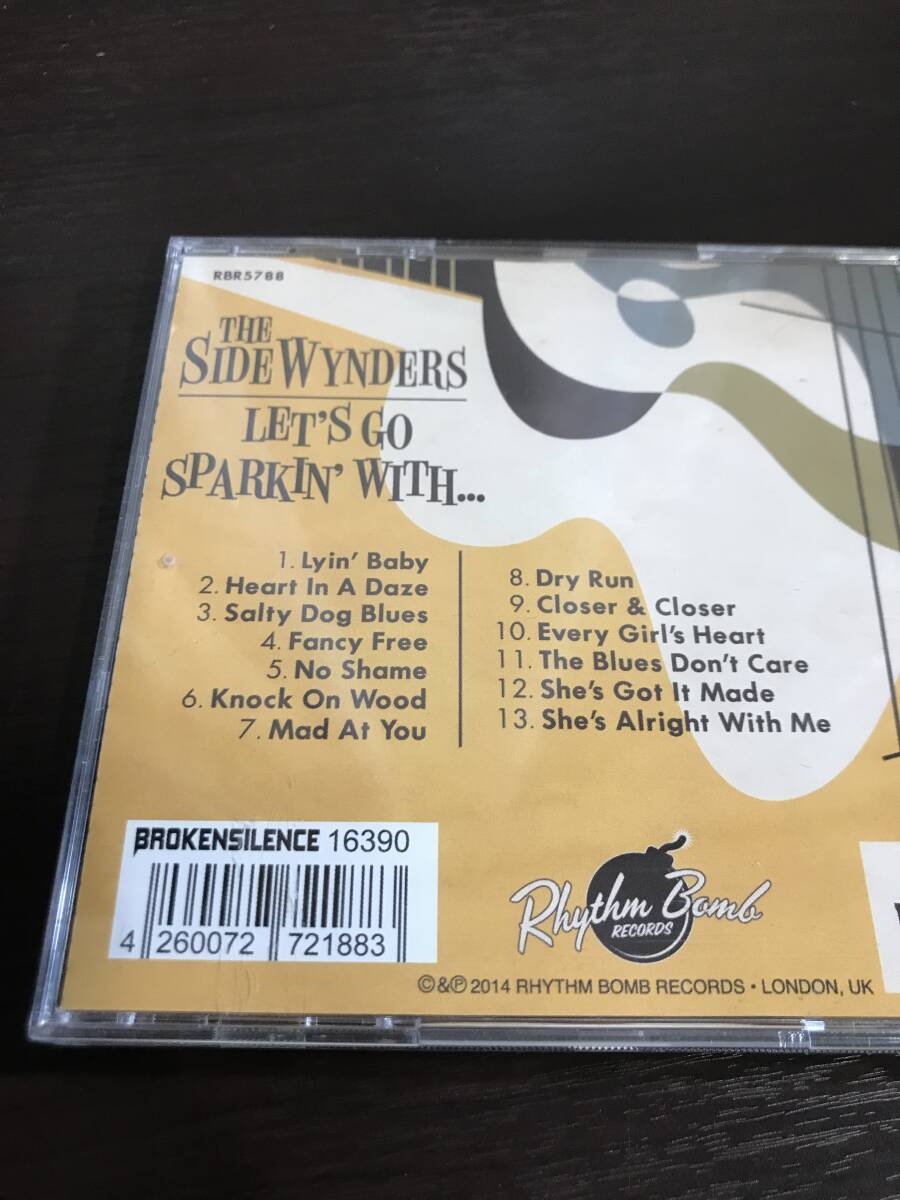 RBR5788
THE
SIDEWYNDERS
LET'S GO
SPARKIN' WITH...
1. Lyin' Baby
2. Heart In A Daze
3. Salty Dog Blues
4. Fancy Free
5. No Shame
6. Knock On Wood
7. Mad At You
8. Dry Run
9. Closer & Closer
10. Every Girl's Heart
11. The Blues Don't Care
12. She's Got It Made
13. She's Alright With Me
BROKENSILENCE 16390
4 260072 721883
Rhythm Bomb
RECORDS
©&℗ 2014 RHYTHM BOMB RECORDS • LONDON, UK